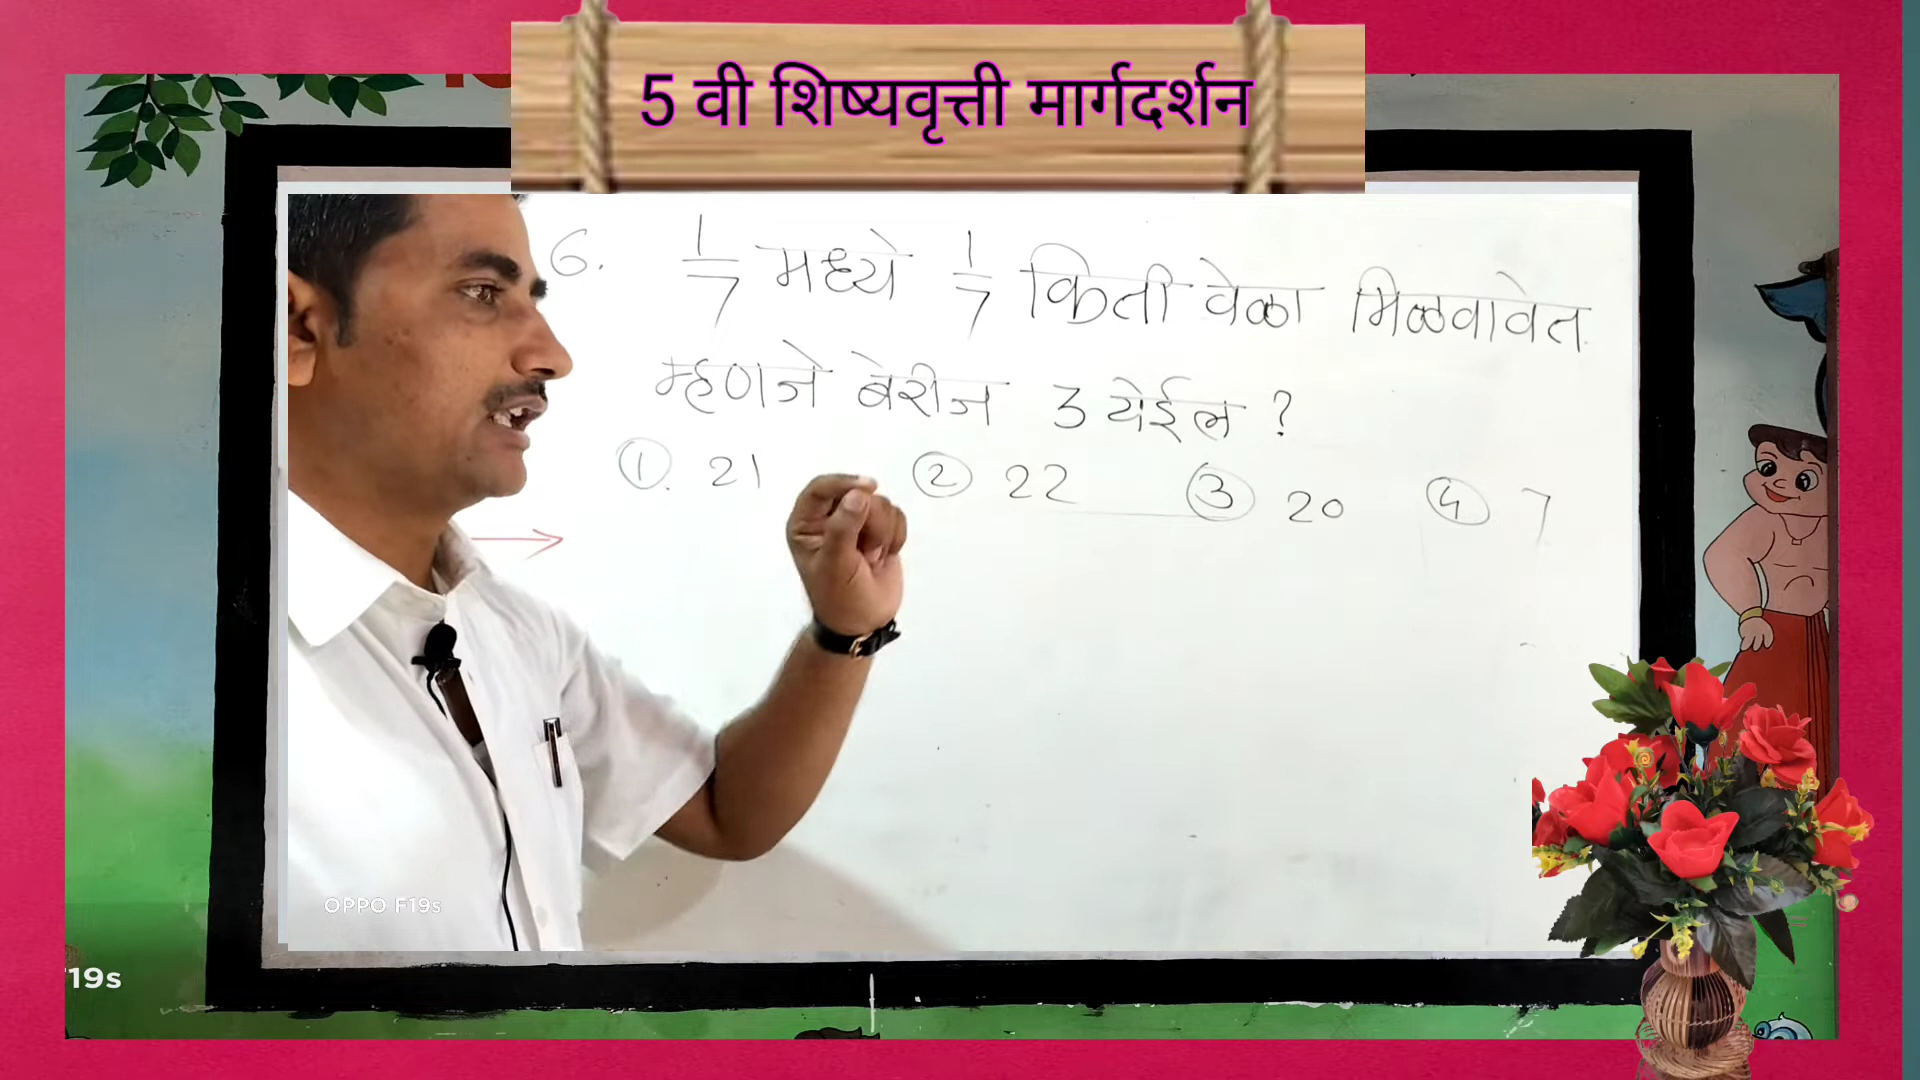 5 वी शिष्यवृत्ती मार्गदर्शन
6. 1/7 मध्ये 1/7 किती वेळा मिळवावेत
म्हणजे बेरीज 3 येईल ?
① 21 ② 22 ③ 20 ④ 7
OPPO F19s
F19s